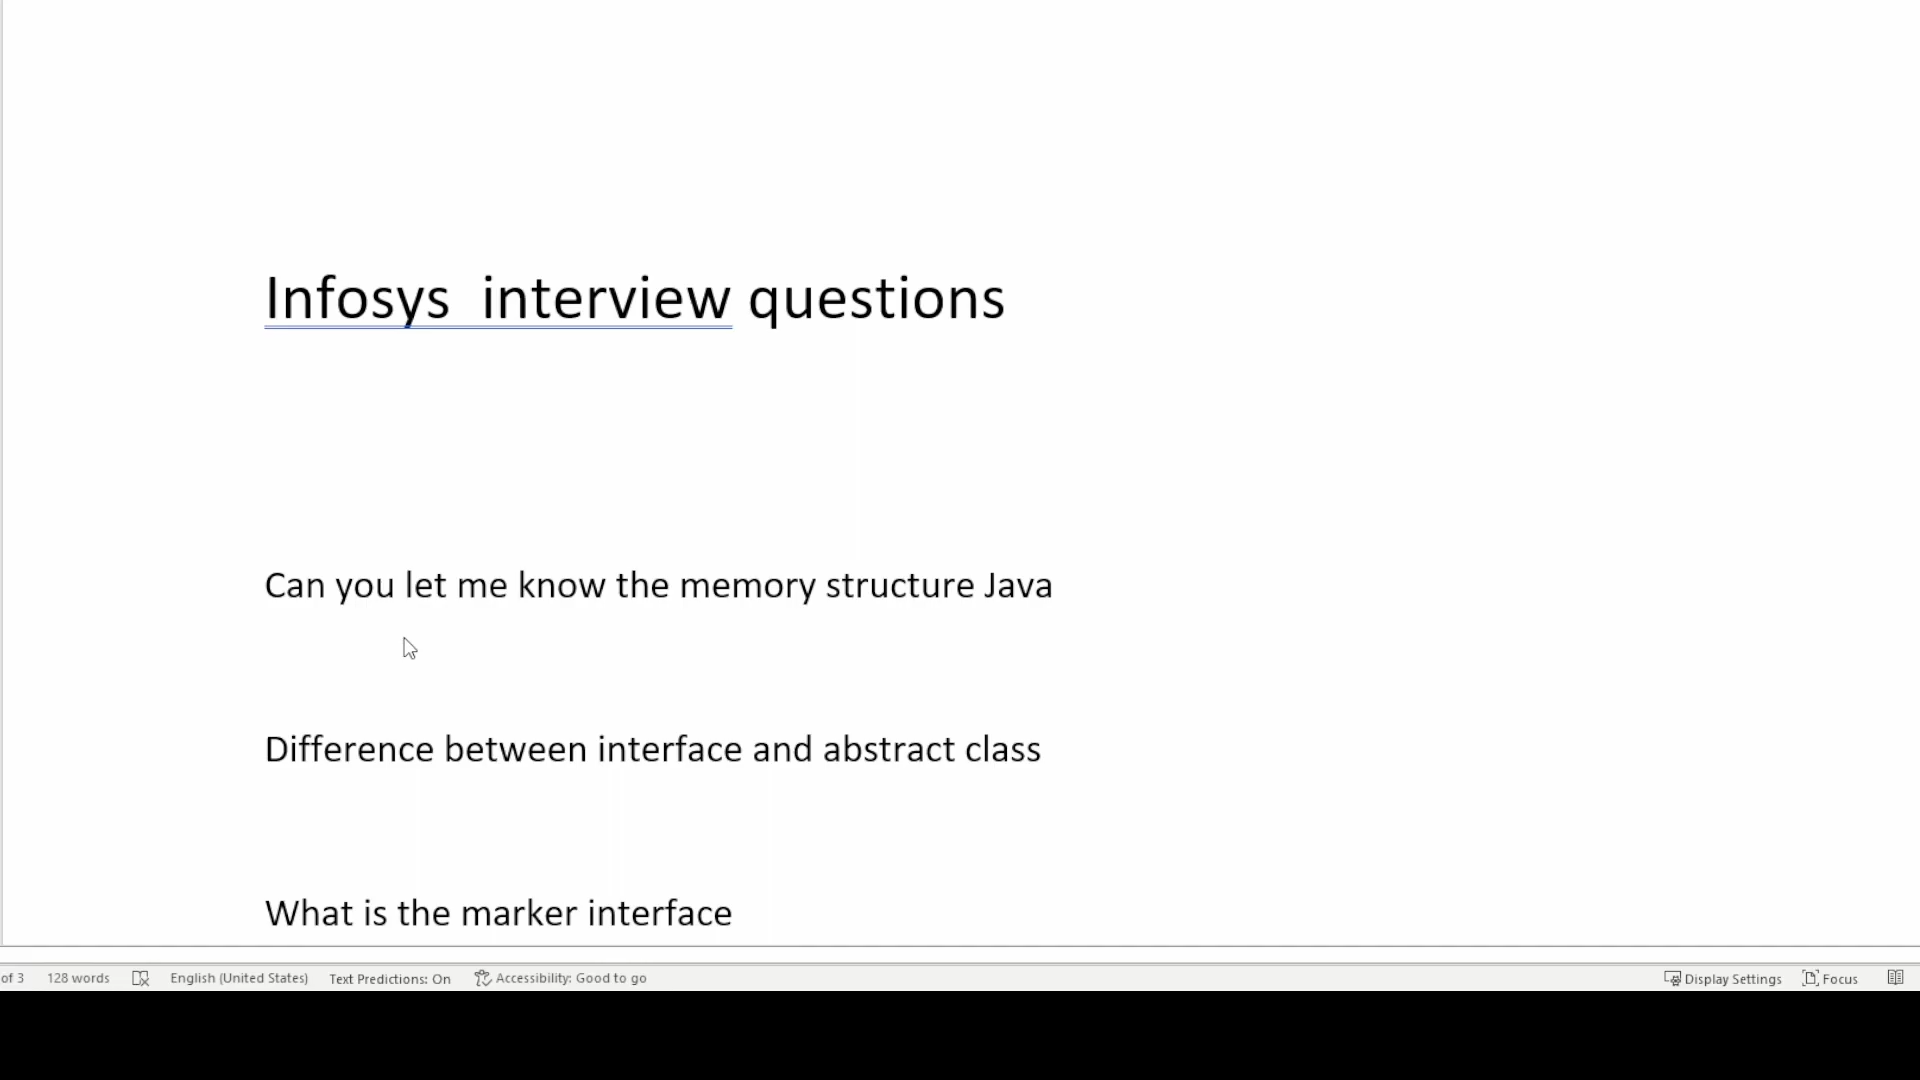 Infosys  interview questions
Can you let me know the memory structure Java
Difference between interface and abstract class
What is the marker interface
of 3 128 words English (United States) Text Predictions: On Accessibility: Good to go Display Settings Focus